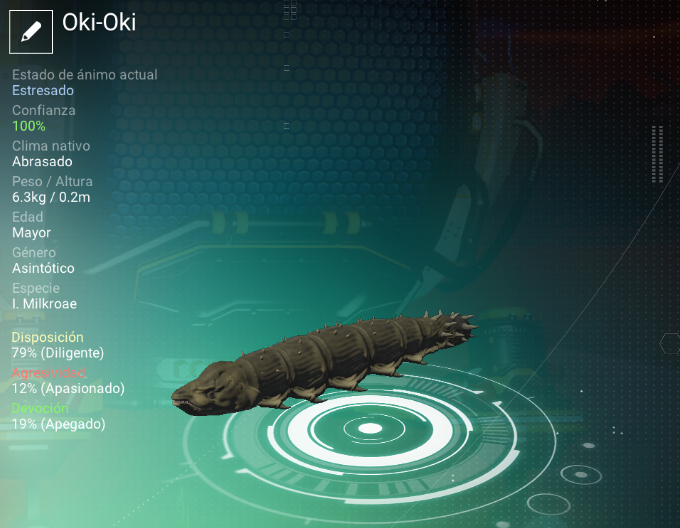 Oki-Oki
Estado de ánimo actual
Estresado
Confianza
100%
Clima nativo
Abrasado
Peso / Altura
6.3kg / 0.2m
Edad
Mayor
Género
Asintótico
Especie
I. Milkroae
Disposición
79% (Diligente)
Agresividad
12% (Apasionado)
Devoción
19% (Apegado)